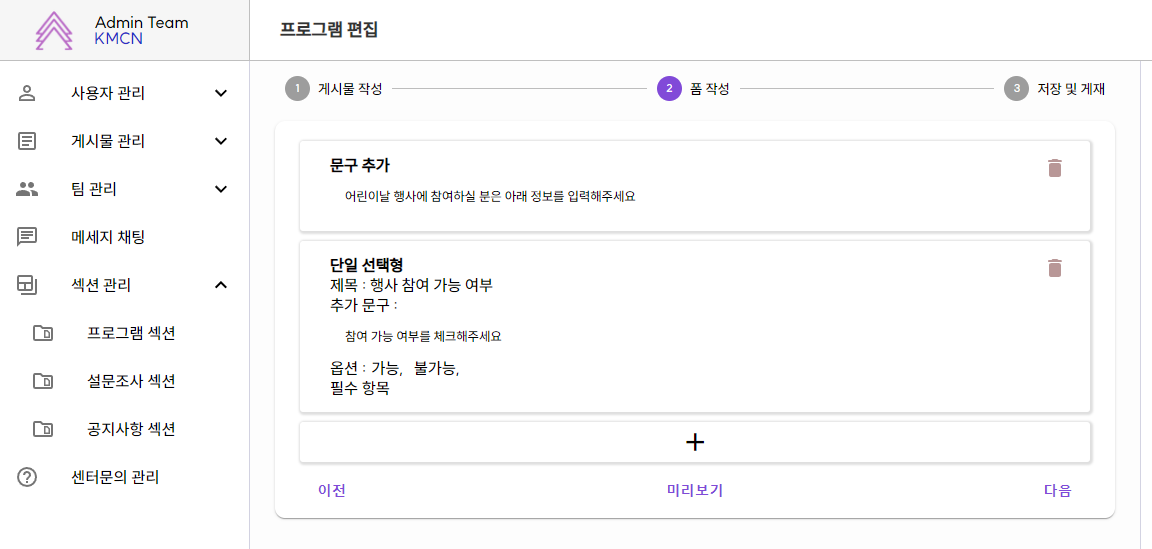 Admin Team
KMCN
프로그램 편집
사용자 관리
게시물 관리
팀 관리
메세지 채팅
섹션 관리
프로그램 섹션
설문조사 섹션
공지사항 섹션
센터문의 관리
1 게시물 작성
2 폼 작성
3 저장 및 게재
문구 추가
어린이날 행사에 참여하실 분은 아래 정보를 입력해주세요
단일 선택형
제목 : 행사 참여 가능 여부
추가 문구 :
참여 가능 여부를 체크해주세요
옵션 : 가능, 불가능,
필수 항목
+
이전
미리보기
다음